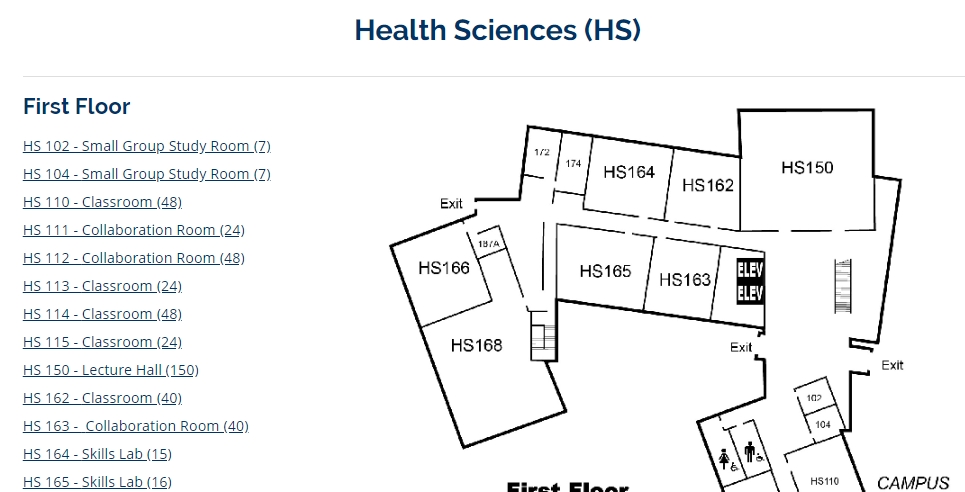 Health Sciences (HS)
First Floor
HS 102 - Small Group Study Room (7)
HS 104 - Small Group Study Room (7)
HS 110 - Classroom (48)
HS 111 - Collaboration Room (24)
HS 112 - Collaboration Room (48)
HS 113 - Classroom (24)
HS 114 - Classroom (48)
HS 115 - Classroom (24)
HS 150 - Lecture Hall (150)
HS 162 - Classroom (40)
HS 163 - Collaboration Room (40)
HS 164 - Skills Lab (15)
HS 165 - Skills Lab (16)
172
174
HS164
HS162
HS150
Exit
187A
HS166
HS165
HS163
ELEV
ELEV
HS168
Exit
Exit
102
104
HS110
CAMPUS
First Floor